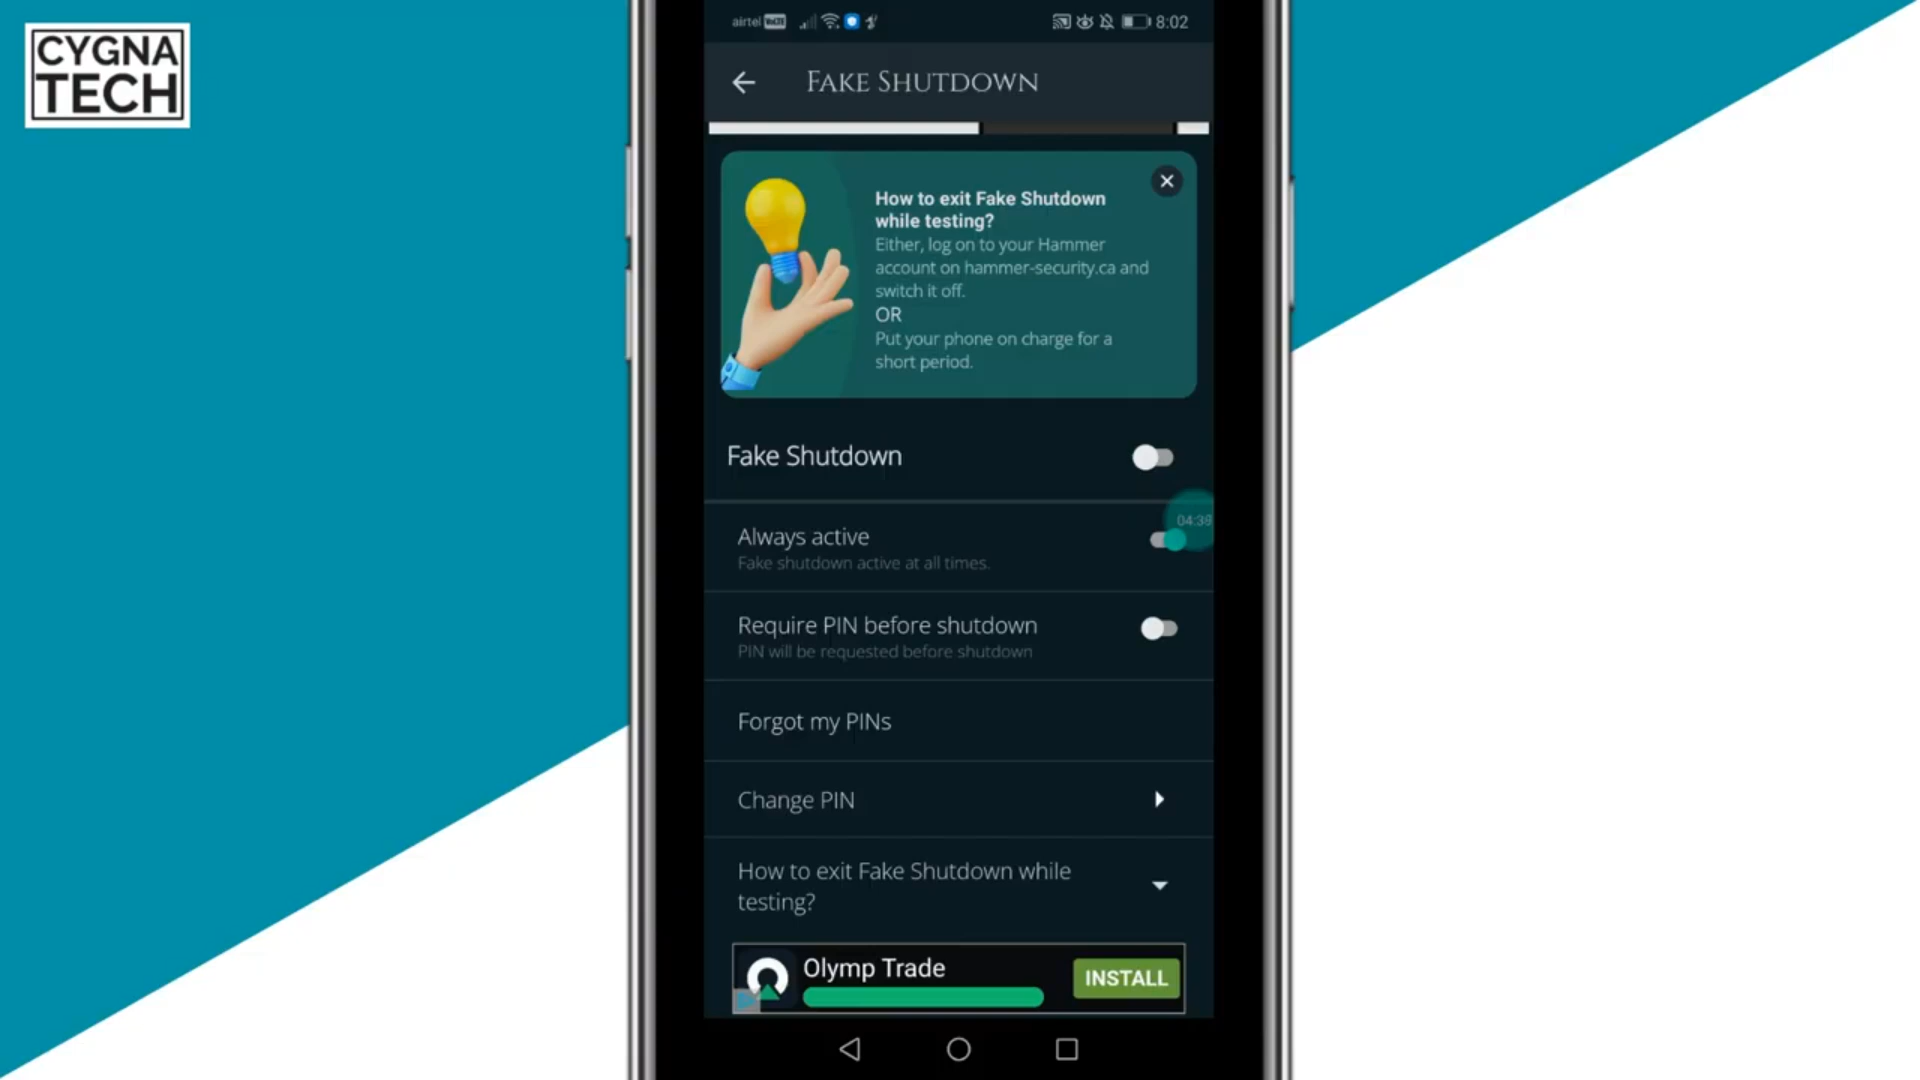 CYGNA
TECH
airtel VoLTE
8:02
FAKE SHUTDOWN
How to exit Fake Shutdown
while testing?
Either, log on to your Hammer
account on hammer-security.ca and
switch it off.
OR
Put your phone on charge for a
short period.
Fake Shutdown
04:39
Always active
Fake shutdown active at all times.
Require PIN before shutdown
PIN will be requested before shutdown
Forgot my PINs
Change PIN
How to exit Fake Shutdown while
testing?
Olymp Trade
INSTALL